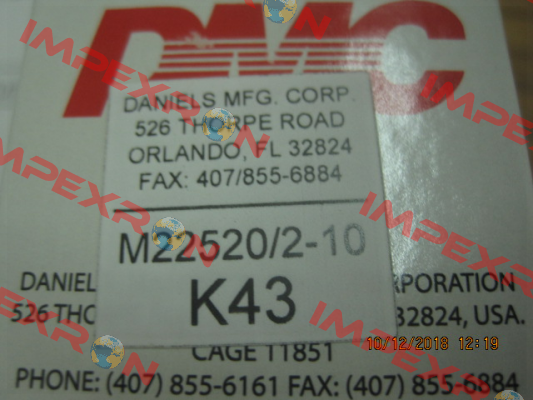 DMC
DANIELS MFG. CORP.
526 THORPE ROAD
ORLANDO, FL 32824
FAX: 407/855-6884
M22520/2-10
K43
DANIEL RPORATION
526 THO 32824, USA.
CAGE 11851
10/12/2018 12:19
PHONE: (407) 855-6161 FAX: (407) 855-6884
IMPEXRON
IMPEXRON
IMPEXRON
IMPEXRON